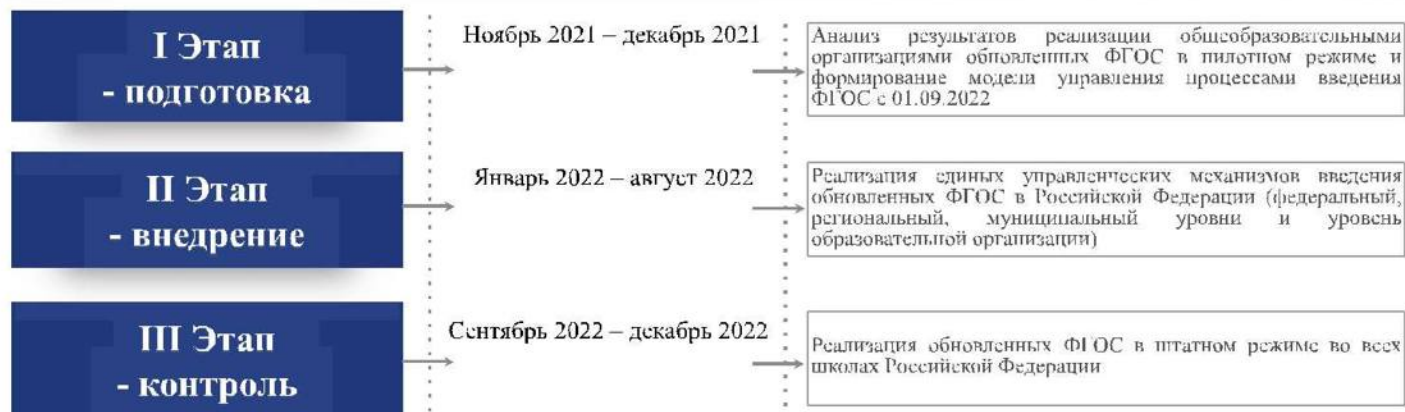 I Этап
- подготовка
Ноябрь 2021 – декабрь 2021
Анализ результатов реализации общеобразовательными
организациями обновленных ФГОС в пилотном режиме и
формирование модели управления процессами введения
ФГОС с 01.09.2022
II Этап
- внедрение
Январь 2022 – август 2022
Реализация единых управленческих механизмов введения
обновленных ФГОС в Российской Федерации (федеральный,
региональный, муниципальный уровни и уровень
образовательной организации)
III Этап
- контроль
Сентябрь 2022 – декабрь 2022
Реализация обновленных ФГОС в штатном режиме во всех
школах Российской Федерации